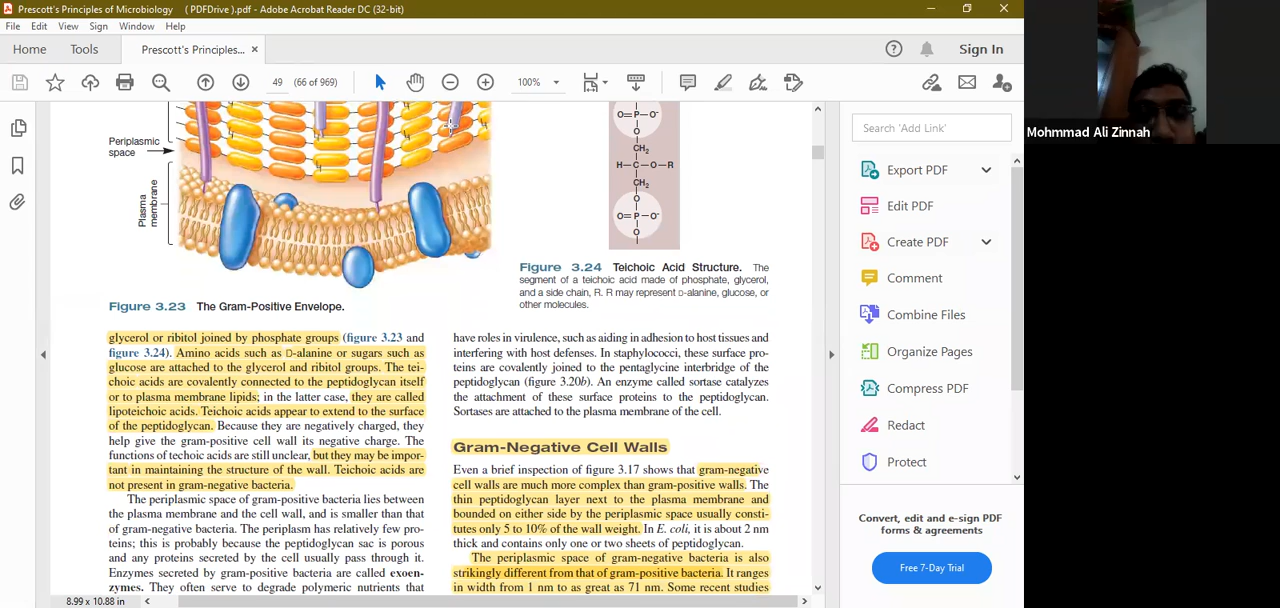 Prescott's Principles of Microbiology ( PDFDrive ).pdf - Adobe Acrobat Reader DC (32-bit)
File Edit View Sign Window Help
Home Tools Prescott's Principles... × Sign In
49 (66 of 969) 100%
Periplasmic
space
Plasma
membrane
O=P—O-
O
CH2
H—C—O—R
CH2
O
O=P—O-
O
Figure 3.24 Teichoic Acid Structure. The
segment of a teichoic acid made of phosphate, glycerol,
and a side chain, R. R may represent D-alanine, glucose, or
other molecules.
Figure 3.23 The Gram-Positive Envelope.
glycerol or ribitol joined by phosphate groups (figure 3.23 and
figure 3.24). Amino acids such as D-alanine or sugars such as
glucose are attached to the glycerol and ribitol groups. The tei-
choic acids are covalently connected to the peptidoglycan itself
or to plasma membrane lipids; in the latter case, they are called
lipoteichoic acids. Teichoic acids appear to extend to the surface
of the peptidoglycan. Because they are negatively charged, they
help give the gram-positive cell wall its negative charge. The
functions of techoic acids are still unclear, but they may be impor-
tant in maintaining the structure of the wall. Teichoic acids are
not present in gram-negative bacteria.
The periplasmic space of gram-positive bacteria lies between
the plasma membrane and the cell wall, and is smaller than that
of gram-negative bacteria. The periplasm has relatively few pro-
teins; this is probably because the peptidoglycan sac is porous
and any proteins secreted by the cell usually pass through it.
Enzymes secreted by gram-positive bacteria are called exoen-
zymes. They often serve to degrade polymeric nutrients that
have roles in virulence, such as aiding in adhesion to host tissues and
interfering with host defenses. In staphylococci, these surface pro-
teins are covalently joined to the pentaglycine interbridge of the
peptidoglycan (figure 3.20b). An enzyme called sortase catalyzes
the attachment of these surface proteins to the peptidoglycan.
Sortases are attached to the plasma membrane of the cell.
Gram-Negative Cell Walls
Even a brief inspection of figure 3.17 shows that gram-negative
cell walls are much more complex than gram-positive walls. The
thin peptidoglycan layer next to the plasma membrane and
bounded on either side by the periplasmic space usually consti-
tutes only 5 to 10% of the wall weight. In E. coli, it is about 2 nm
thick and contains only one or two sheets of peptidoglycan.
The periplasmic space of gram-negative bacteria is also
strikingly different from that of gram-positive bacteria. It ranges
in width from 1 nm to as great as 71 nm. Some recent studies
8.99 x 10.88 in
Search 'Add Link'
Export PDF
Edit PDF
Create PDF
Comment
Combine Files
Organize Pages
Compress PDF
Redact
Protect
Convert, edit and e-sign PDF
forms & agreements
Free 7-Day Trial
Mohmmad Ali Zinnah